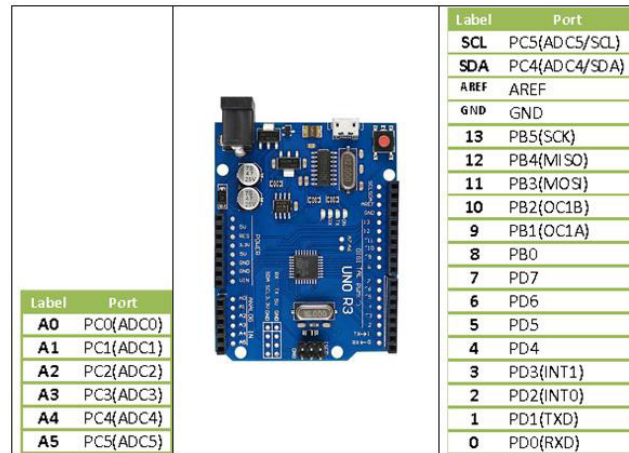 Label Port
A0 PC0(ADC0)
A1 PC1(ADC1)
A2 PC2(ADC2)
A3 PC3(ADC3)
A4 PC4(ADC4)
A5 PC5(ADC5)
UNO R3
POWER
ANALOG IN
Label Port
SCL PC5(ADC5/SCL)
SDA PC4(ADC4/SDA)
AREF AREF
GND GND
13 PB5(SCK)
12 PB4(MISO)
11 PB3(MOSI)
10 PB2(OC1B)
9 PB1(OC1A)
8 PB0
7 PD7
6 PD6
5 PD5
4 PD4
3 PD3(INT1)
2 PD2(INT0)
1 PD1(TXD)
0 PD0(RXD)